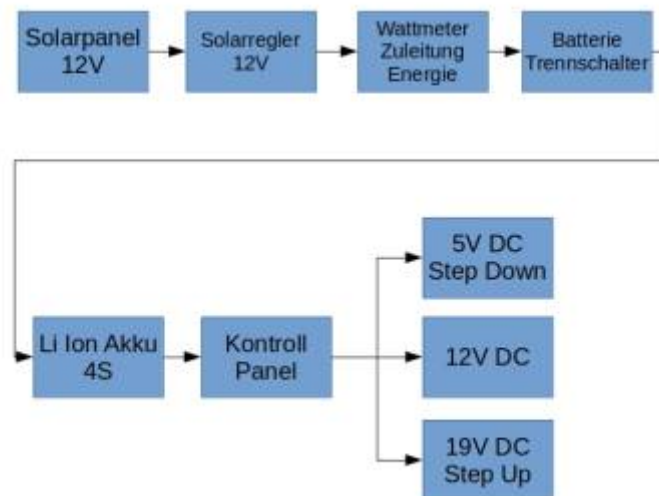 Solarpanel
12V
Solarregler
12V
Wattmeter
Zuleitung
Energie
Batterie
Trennschalter
5V DC
Step Down
Li Ion Akku
4S
Kontroll
Panel
12V DC
19V DC
Step Up